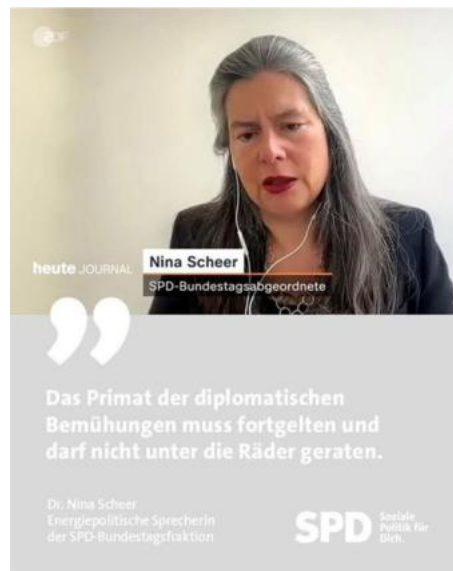 ZDF
heute JOURNAL
Nina Scheer
SPD-Bundestagsabgeordnete
”
Das Primat der diplomatischen
Bemühungen muss fortgelten und
darf nicht unter die Räder geraten.
Dr. Nina Scheer
Energiepolitische Sprecherin
der SPD-Bundestagsfraktion
SPD
Soziale
Politik für
Dich.